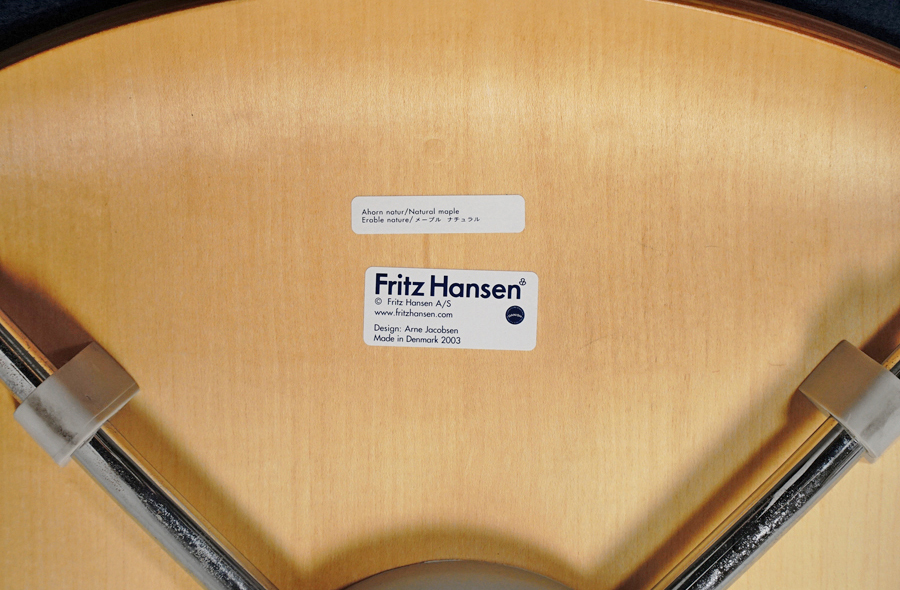 Ahorn natur/Natural maple
Erable nature/メープル ナチュラル
Fritz Hansen
© Fritz Hansen A/S
www.fritzhansen.com
Design: Arne Jacobsen
Made in Denmark 2003